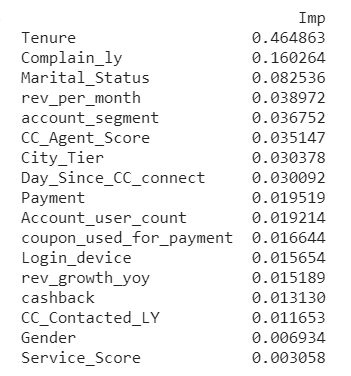 Imp
Tenure 0.464863
Complain_ly 0.160264
Marital_Status 0.082536
rev_per_month 0.038972
account_segment 0.036752
CC_Agent_Score 0.035147
City_Tier 0.030378
Day_Since_CC_connect 0.030092
Payment 0.019519
Account_user_count 0.019214
coupon_used_for_payment 0.016644
Login_device 0.015654
rev_growth_yoy 0.015189
cashback 0.013130
CC_Contacted_LY 0.011653
Gender 0.006934
Service_Score 0.003058